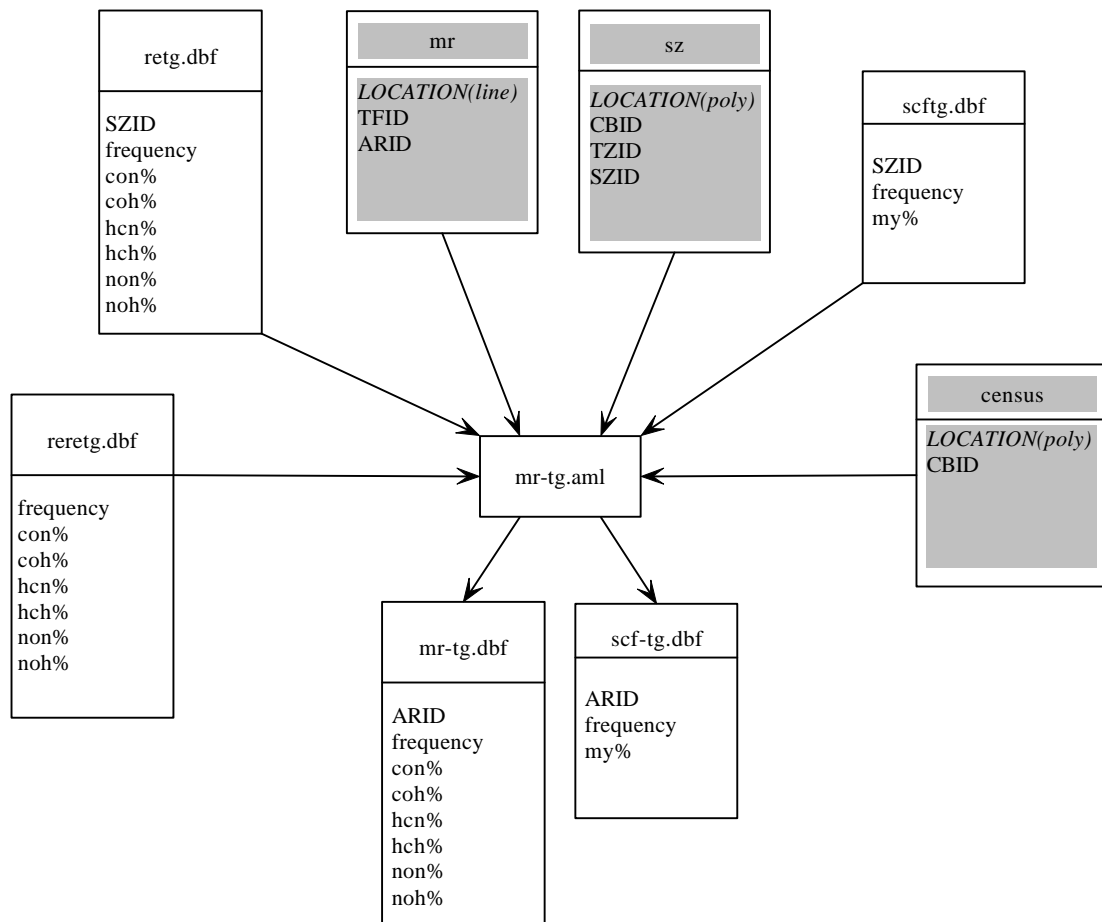 retg.dbf
SZID
frequency
con%
coh%
hcn%
hch%
non%
noh%
mr
LOCATION(line)
TFID
ARID
sz
LOCATION(poly)
CBID
TZID
SZID
scftg.dbf
SZID
frequency
my%
reretg.dbf
frequency
con%
coh%
hcn%
hch%
non%
noh%
mr-tg.aml
census
LOCATION(poly)
CBID
mr-tg.dbf
ARID
frequency
con%
coh%
hcn%
hch%
non%
noh%
scf-tg.dbf
ARID
frequency
my%